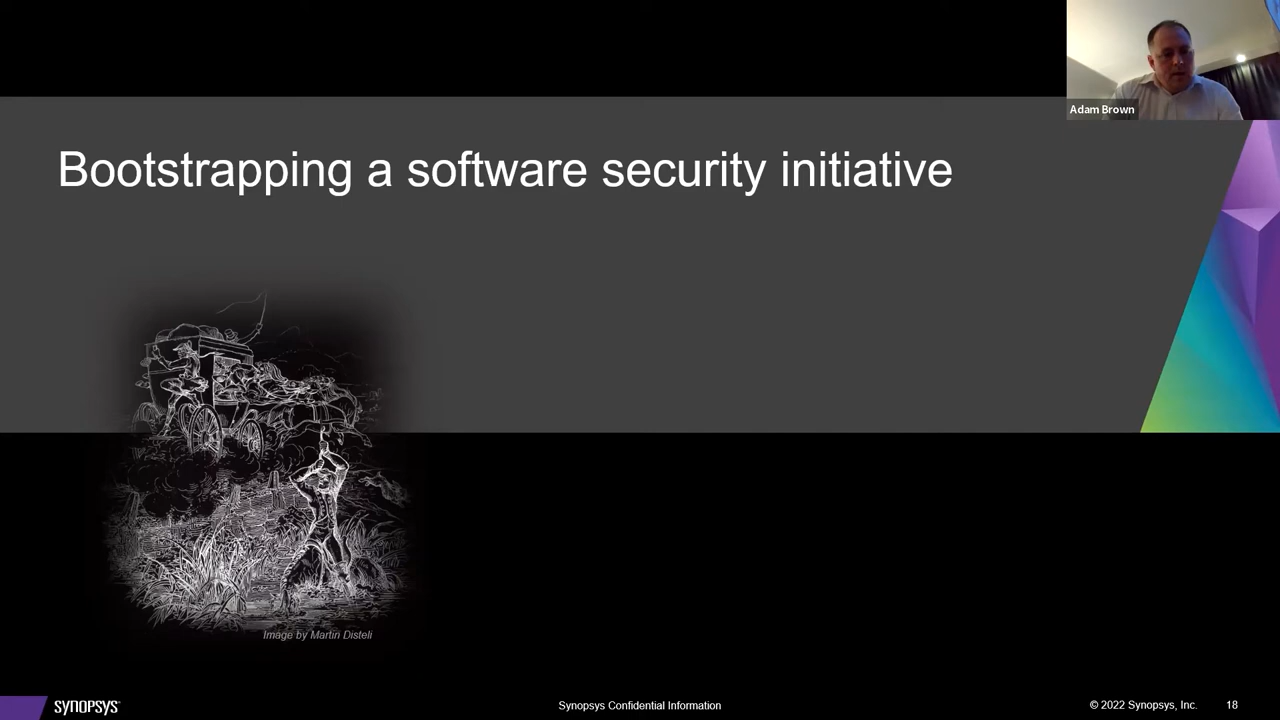 Adam Brown
Bootstrapping a software security initiative
Image by Martin Disteli
SYNOPSYS
Synopsys Confidential Information
© 2022 Synopsys, Inc.
18